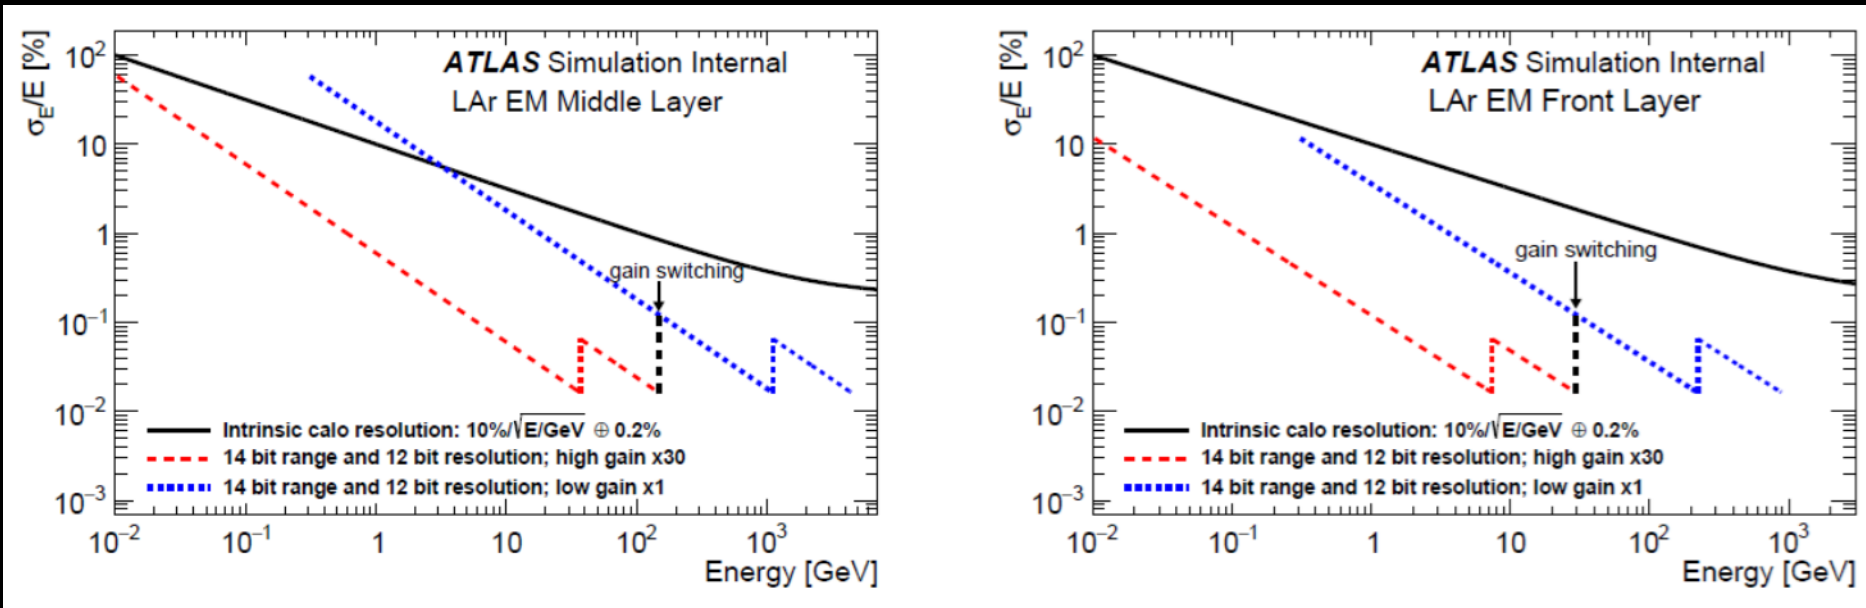 σ_E/E [%]
ATLAS Simulation Internal
LAr EM Middle Layer
10²
10
1
10⁻¹
10⁻²
10⁻³
gain switching
Intrinsic calo resolution: 10%/√E/GeV ⊕ 0.2%
14 bit range and 12 bit resolution; high gain x30
14 bit range and 12 bit resolution; low gain x1
10⁻² 10⁻¹ 1 10 10² 10³
Energy [GeV]
σ_E/E [%]
ATLAS Simulation Internal
LAr EM Front Layer
10²
10
1
10⁻¹
10⁻²
10⁻³
gain switching
Intrinsic calo resolution: 10%/√E/GeV ⊕ 0.2%
14 bit range and 12 bit resolution; high gain x30
14 bit range and 12 bit resolution; low gain x1
10⁻² 10⁻¹ 1 10 10² 10³
Energy [GeV]